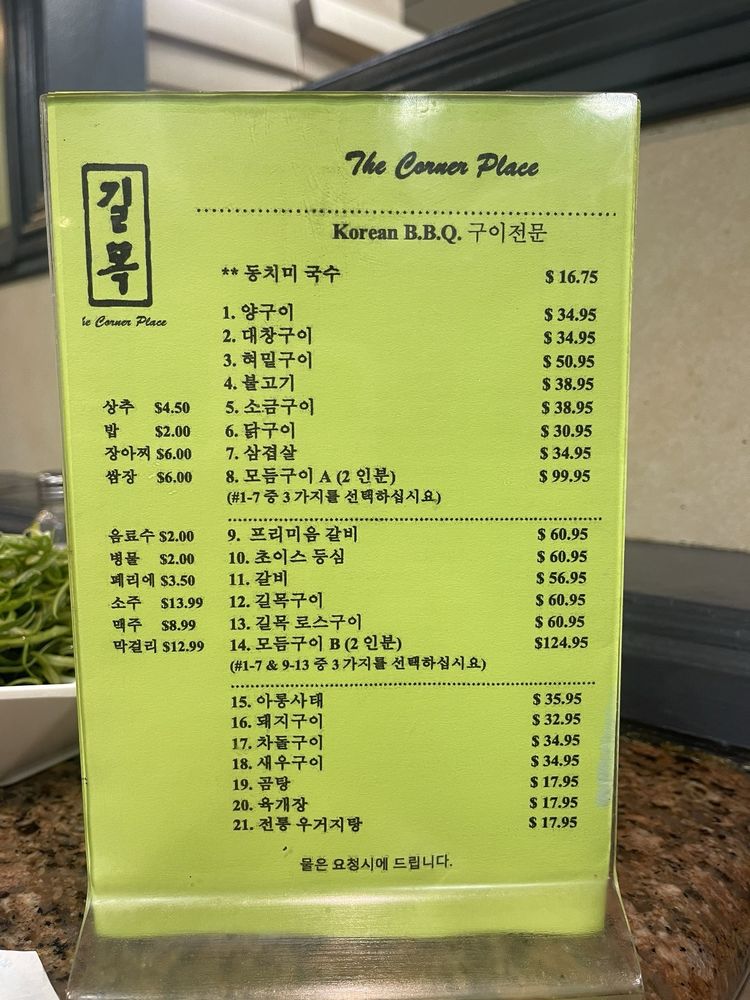 The Corner Place
길목
The Corner Place
Korean B.B.Q. 구이전문
** 동치미 국수 $ 16.75
1. 양구이 $ 34.95
2. 대창구이 $ 34.95
3. 혀밑구이 $ 50.95
4. 불고기 $ 38.95
5. 소금구이 $ 38.95
6. 닭구이 $ 30.95
7. 삼겹살 $ 34.95
8. 모듬구이 A (2 인분) $ 99.95
(#1-7 중 3 가지를 선택하십시요)
상추 $4.50
밥 $2.00
장아찌 $6.00
쌈장 $6.00
9. 프리미음 갈비 $ 60.95
10. 초이스 등심 $ 60.95
11. 갈비 $ 56.95
12. 길목구이 $ 60.95
13. 길목 로스구이 $ 60.95
14. 모듬구이 B (2 인분) $124.95
(#1-7 & 9-13 중 3 가지를 선택하십시요)
음료수 $2.00
병물 $2.00
페리에 $3.50
소주 $13.99
맥주 $8.99
막걸리 $12.99
15. 아롱사태 $ 35.95
16. 돼지구이 $ 32.95
17. 차돌구이 $ 34.95
18. 새우구이 $ 34.95
19. 곰탕 $ 17.95
20. 육개장 $ 17.95
21. 전통 우거지탕 $ 17.95
물은 요청시에 드립니다.